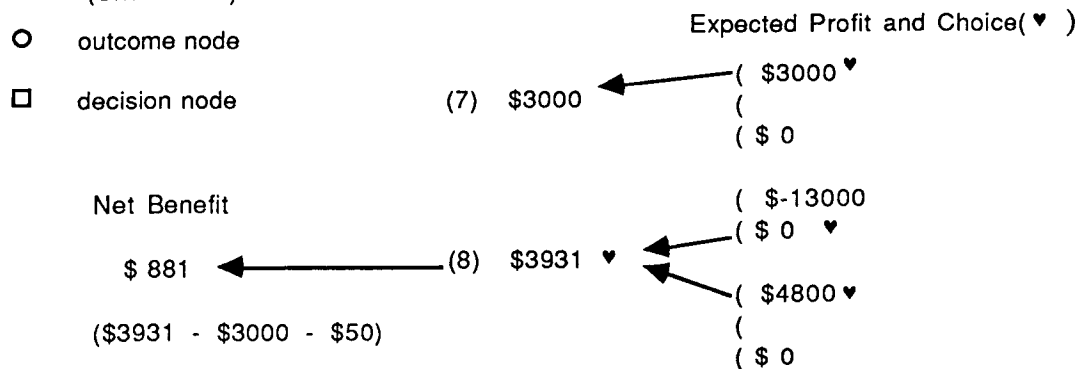 Expected Profit and Choice( ♥ )
outcome node
decision node
(7) $3000
( $3000 ♥
(
( $ 0
Net Benefit
( $-13000
( $ 0 ♥
$ 881
(8) $3931 ♥
( $4800 ♥
($3931 - $3000 - $50)
(
( $ 0